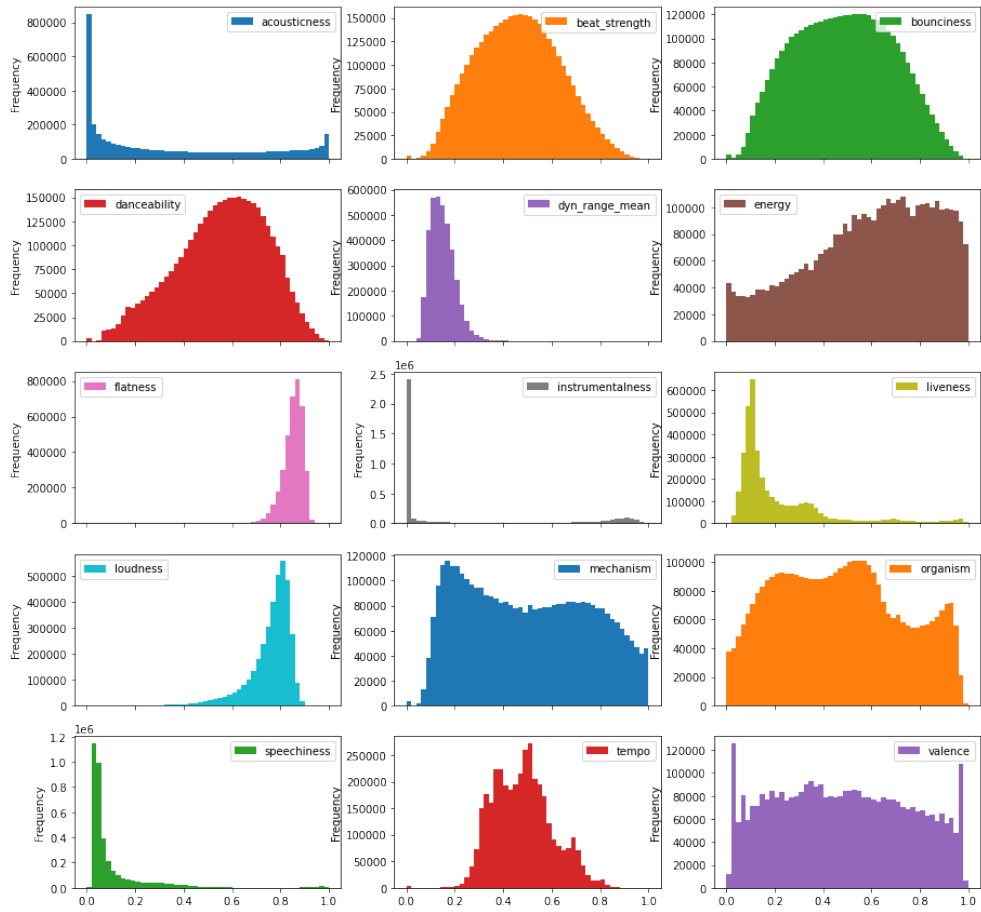 acousticness
Frequency
800000
600000
400000
200000
0
beat_strength
Frequency
150000
125000
100000
75000
50000
25000
0
bounciness
Frequency
120000
100000
80000
60000
40000
20000
0
danceability
Frequency
150000
125000
100000
75000
50000
25000
0
dyn_range_mean
Frequency
600000
500000
400000
300000
200000
100000
0
energy
Frequency
100000
80000
60000
40000
20000
0
flatness
Frequency
800000
600000
400000
200000
0
1e6
instrumentalness
Frequency
2.5
2.0
1.5
1.0
0.5
0.0
liveness
Frequency
600000
500000
400000
300000
200000
100000
0
loudness
Frequency
500000
400000
300000
200000
100000
0
mechanism
Frequency
120000
100000
80000
60000
40000
20000
0
organism
Frequency
100000
80000
60000
40000
20000
0
1e6
speechiness
Frequency
1.2
1.0
0.8
0.6
0.4
0.2
0.0
0.0 0.2 0.4 0.6 0.8 1.0
tempo
Frequency
250000
200000
150000
100000
50000
0
0.0 0.2 0.4 0.6 0.8 1.0
valence
Frequency
120000
100000
80000
60000
40000
20000
0
0.0 0.2 0.4 0.6 0.8 1.0